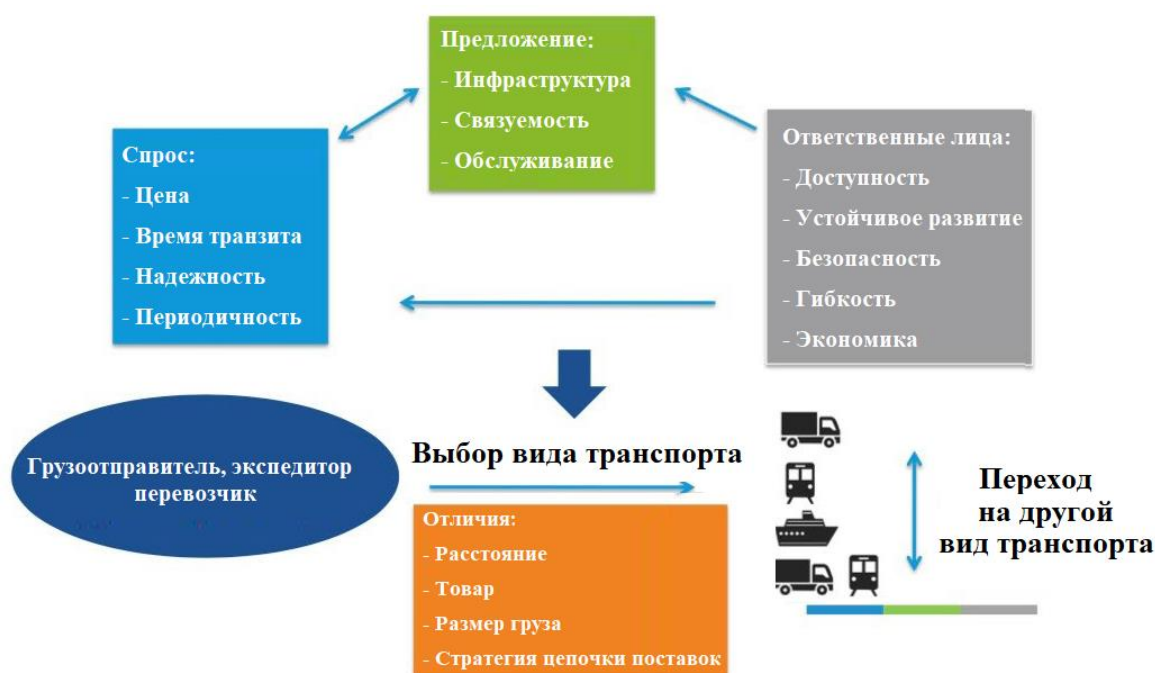 Предложение:
- Инфраструктура
- Связуемость
- Обслуживание
Спрос:
- Цена
- Время транзита
- Надежность
- Периодичность
Ответственные лица:
- Доступность
- Устойчивое развитие
- Безопасность
- Гибкость
- Экономика
Грузоотправитель, экспедитор
перевозчик
Выбор вида транспорта
Отличия:
- Расстояние
- Товар
- Размер груза
- Стратегия цепочки поставок
Переход
на другой
вид транспорта